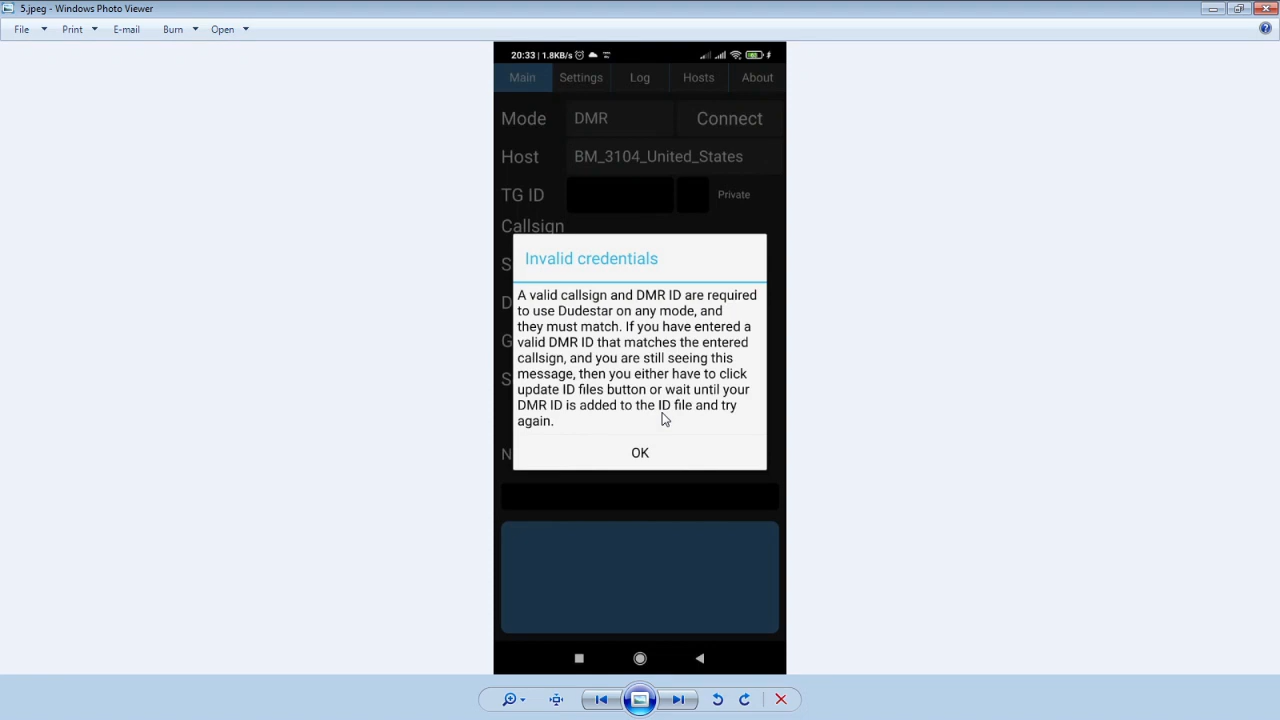 5.jpeg - Windows Photo Viewer
File Print E-mail Burn Open
20:33 | 1.8KB/s
Main Settings Log Hosts About
Mode DMR Connect
Host BM_3104_United_States
TG ID Private
Callsign
Invalid credentials
S
A valid callsign and DMR ID are required
D
to use Dudestar on any mode, and
they must match. If you have entered a
G
valid DMR ID that matches the entered
callsign, and you are still seeing this
S
message, then you either have to click
update ID files button or wait until your
DMR ID is added to the ID file and try
again.
N
OK